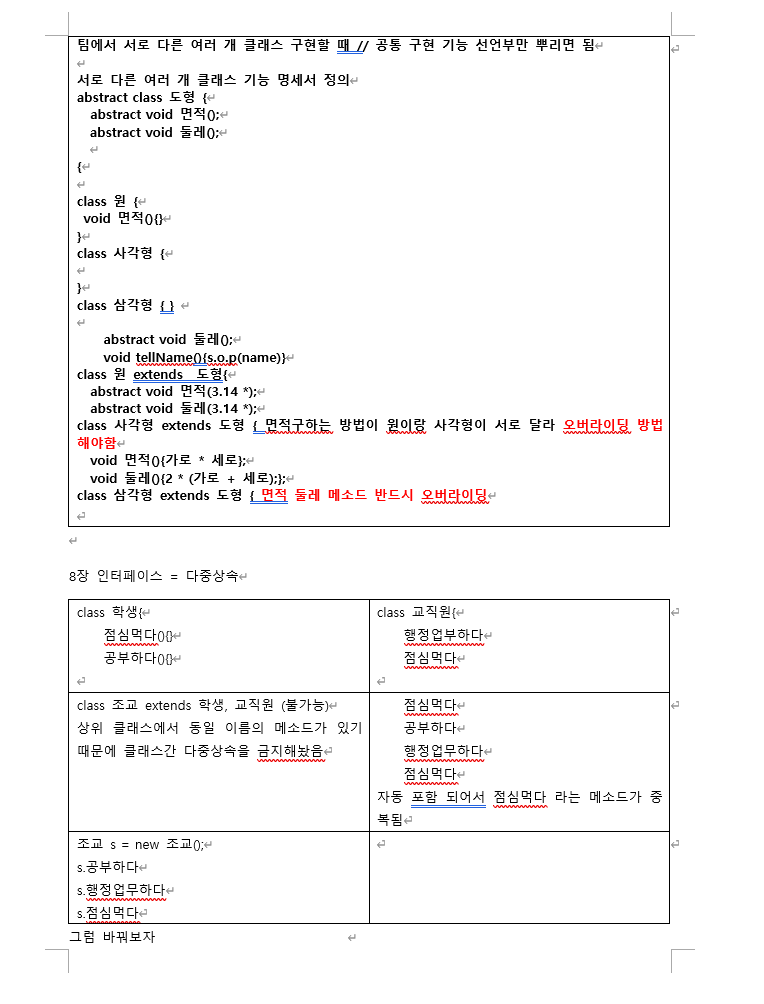 팀에서 서로 다른 여러 개 클래스 구현할 때 // 공통 구현 기능 선언부만 뿌리면 됨
서로 다른 여러 개 클래스 기능 명세서 정의
abstract class 도형 {
abstract void 면적();
abstract void 둘레();
{
class 원 {
void 면적(){}
}
class 사각형 {
}
class 삼각형 { }
abstract void 둘레();
void tellName(){s.o.p(name)}
class 원 extends 도형{
abstract void 면적(3.14 *);
abstract void 둘레(3.14 *);
class 사각형 extends 도형 { 면적구하는 방법이 원이랑 사각형이 서로 달라 오버라이딩 방법
해야함
void 면적(){가로 * 세로};
void 둘레(){2 * (가로 + 세로);};
class 삼각형 extends 도형 { 면적 둘레 메소드 반드시 오버라이딩
8장 인터페이스 = 다중상속
class 학생{
점심먹다(){}
공부하다(){}
class 교직원{
행정업부하다
점심먹다
class 조교 extends 학생, 교직원 (불가능)
상위 클래스에서 동일 이름의 메소드가 있기
때문에 클래스간 다중상속을 금지해놨음
점심먹다
공부하다
행정업무하다
점심먹다
자동 포함 되어서 점심먹다 라는 메소드가 중
복됨
조교 s = new 조교();
s.공부하다
s.행정업무하다
s.점심먹다
그럼 바꿔보자